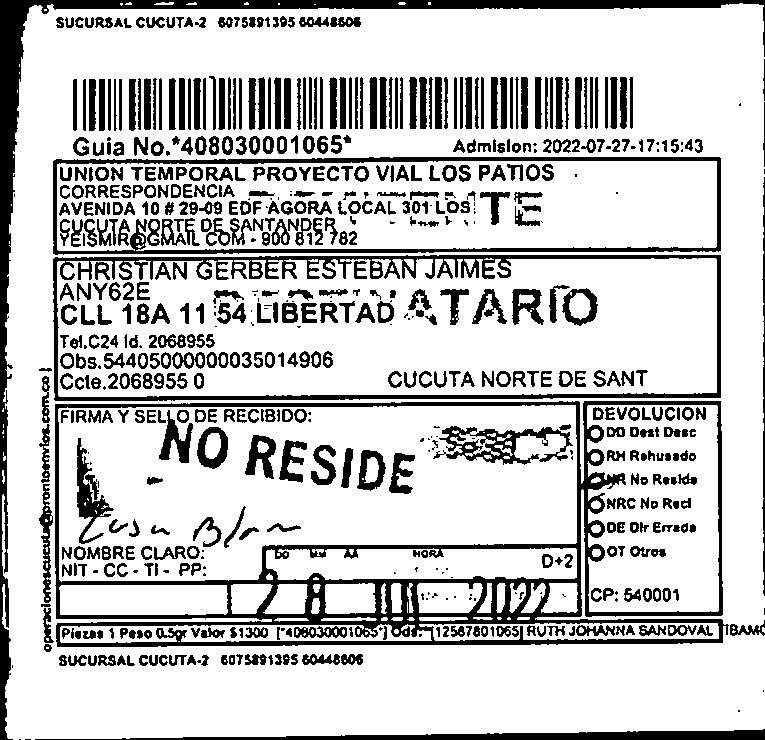 SUCURSAL CUCUTA-2 6075891395 60448606
Guia No.*408030001065*
Admision: 2022-07-27-17:15:43
UNION TEMPORAL PROYECTO VIAL LOS PATIOS
CORRESPONDENCIA
AVENIDA 10 # 29-09 EDF AGORA LOCAL 301 LOS
CUCUTA NORTE DE SANTANDER
YEISMIR@GMAIL COM - 900 812 782
CHRISTIAN GERBER ESTEBAN JAIMES
ANY62E
CLL 18A 11 54 LIBERTAD
ATARIO
Tel.C24 Id. 2068955
Obs.54405000000035014906
Ccte.2068955 0
CUCUTA NORTE DE SANT
operacionescucuta@prontoenvios.com.co
FIRMA Y SELLO DE RECIBIDO:
NO RESIDE
NOMBRE CLARO:
NIT - CC - TI - PP:
DD MM AA HORA
D+2
28 JUL 2022
DEVOLUCION
DD Dest Desc
RH Rehusado
NR No Reside
NRC No Recl
DE Dir Errada
OT Otros
CP: 540001
Piezas 1 Peso 0.5gr Valor $1300 [*408030001065*] Ods: [12567801065] RUTH JOHANNA SANDOVAL TIBAMO
SUCURSAL CUCUTA-2 6075891395 60448606